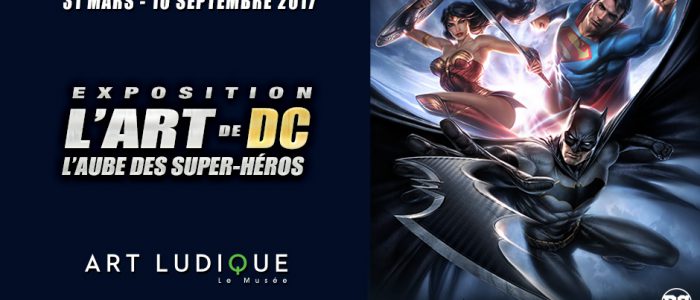 31 MARS - 10 SEPTEMBRE 2017
EXPOSITION
L'ART DE DC
L'AUBE DES SUPER-HÉROS
ART LUDIQUE
Le Musée